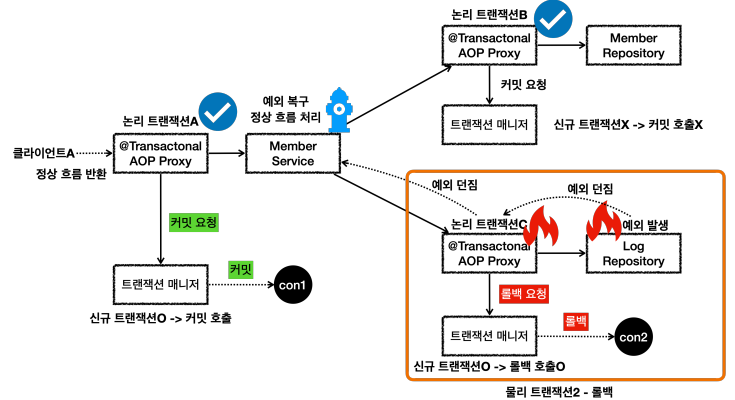 논리 트랜잭션B
@Transactonal
AOP Proxy
Member
Repository
커밋 요청
트랜잭션 매니저
신규 트랜잭션X -> 커밋 호출X
예외 복구
정상 흐름 처리
논리 트랜잭션A
클라이언트A
@Transactonal
AOP Proxy
Member
Service
정상 흐름 반환
커밋 요청
트랜잭션 매니저
커밋
con1
신규 트랜잭션O -> 커밋 호출
예외 던짐
예외 던짐
논리 트랜잭션C
예외 발생
@Transactonal
AOP Proxy
Log
Repository
롤백 요청
트랜잭션 매니저
롤백
con2
신규 트랜잭션O -> 롤백 호출O
물리 트랜잭션2 - 롤백